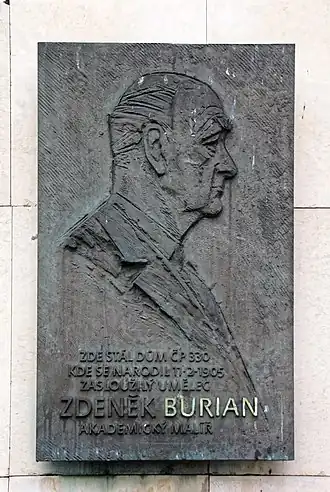 ZDE STÁL DŮM ČP 330
KDE SE NARODIL 11·2·1905
ZASLOUŽILÝ UMĚLEC
ZDENĚK BURIAN
AKADEMICKÝ MALÍŘ